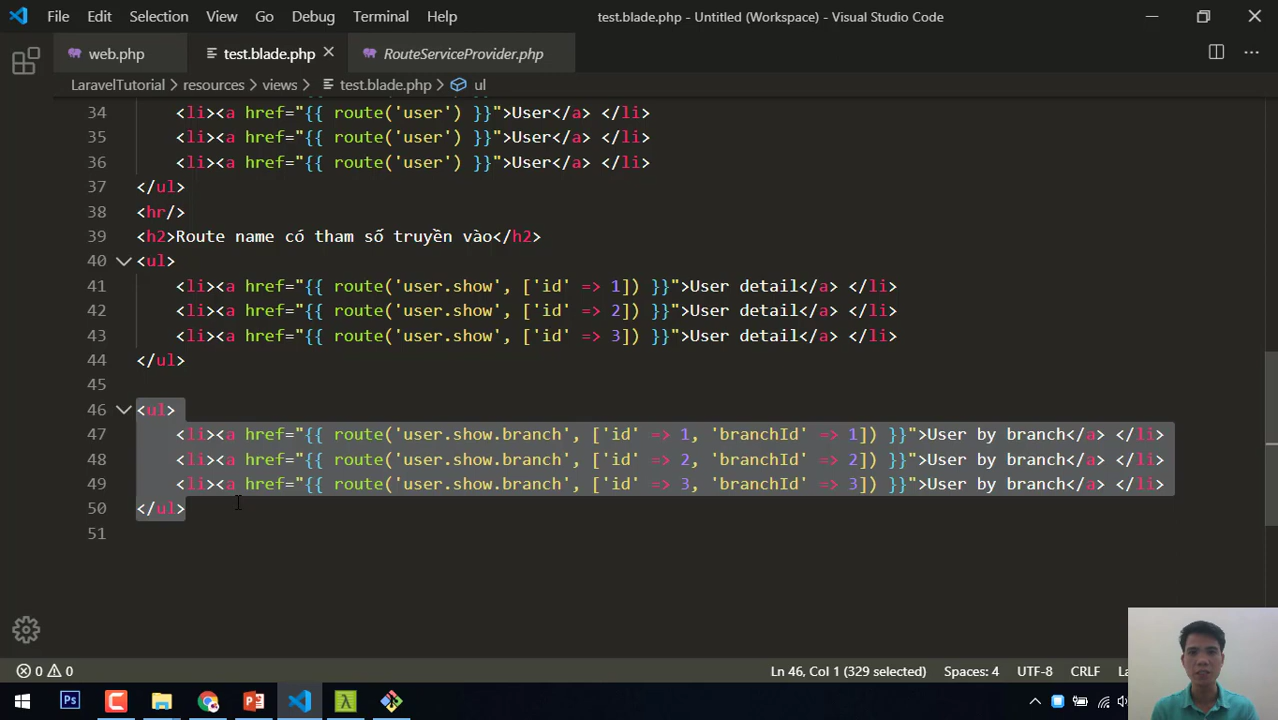 File Edit Selection View Go Debug Terminal Help test.blade.php - Untitled (Workspace) - Visual Studio Code
web.php test.blade.php RouteServiceProvider.php
LaravelTutorial > resources > views > test.blade.php > ul
34 <li><a href="{{ route('user') }}">User</a> </li>
35 <li><a href="{{ route('user') }}">User</a> </li>
36 <li><a href="{{ route('user') }}">User</a> </li>
37 </ul>
38 <hr/>
39 <h2>Route name có tham số truyền vào</h2>
40 <ul>
41 <li><a href="{{ route('user.show', ['id' => 1]) }}">User detail</a> </li>
42 <li><a href="{{ route('user.show', ['id' => 2]) }}">User detail</a> </li>
43 <li><a href="{{ route('user.show', ['id' => 3]) }}">User detail</a> </li>
44 </ul>
45
46 <ul>
47 <li><a href="{{ route('user.show.branch', ['id' => 1, 'branchId' => 1]) }}">User by branch</a> </li>
48 <li><a href="{{ route('user.show.branch', ['id' => 2, 'branchId' => 2]) }}">User by branch</a> </li>
49 <li><a href="{{ route('user.show.branch', ['id' => 3, 'branchId' => 3]) }}">User by branch</a> </li>
50 </ul>
51
0 0 Ln 46, Col 1 (329 selected) Spaces: 4 UTF-8 CRLF
Ps λ